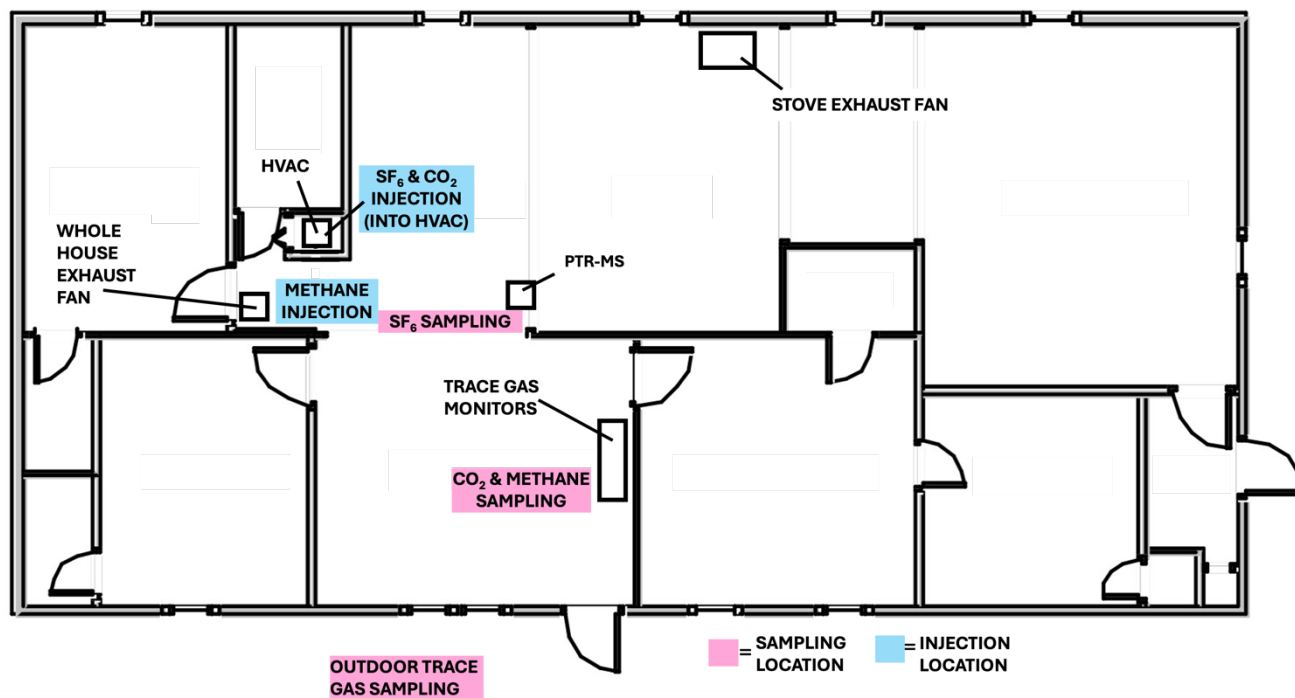 STOVE EXHAUST FAN
HVAC
SF₆ & CO₂
INJECTION
(INTO HVAC)
WHOLE
HOUSE
EXHAUST
FAN
PTR-MS
METHANE
INJECTION
SF₆ SAMPLING
TRACE GAS
MONITORS
CO₂ & METHANE
SAMPLING
OUTDOOR TRACE
GAS SAMPLING
= SAMPLING
LOCATION
= INJECTION
LOCATION